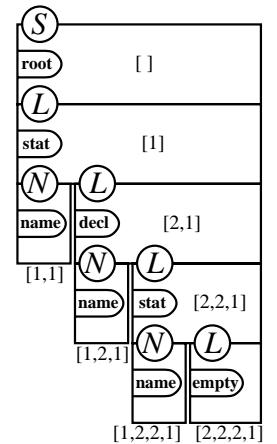 S
root [ ]
L
stat [1]
N L
name decl [2,1]
[1,1] N L
name stat [2,2,1]
[1,2,1] N L
name empty
[1,2,2,1] [2,2,2,1]